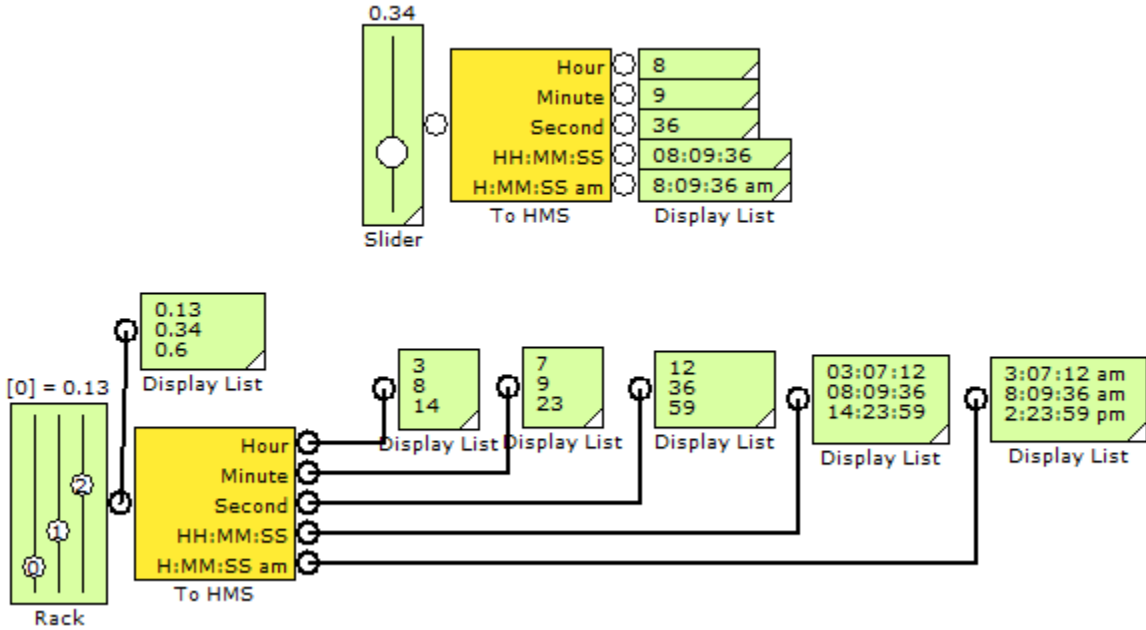 0.34
Hour 8
Minute 9
Second 36
HH:MM:SS 08:09:36
H:MM:SS am 8:09:36 am
Slider To HMS Display List
0.13
0.34
0.6
Display List
[0] = 0.13
3
8
14
Display List
7
9
23
Display List
12
36
59
Display List
03:07:12
08:09:36
14:23:59
Display List
3:07:12 am
8:09:36 am
2:23:59 pm
Display List
0
1
2
Rack
Hour
Minute
Second
HH:MM:SS
H:MM:SS am
To HMS